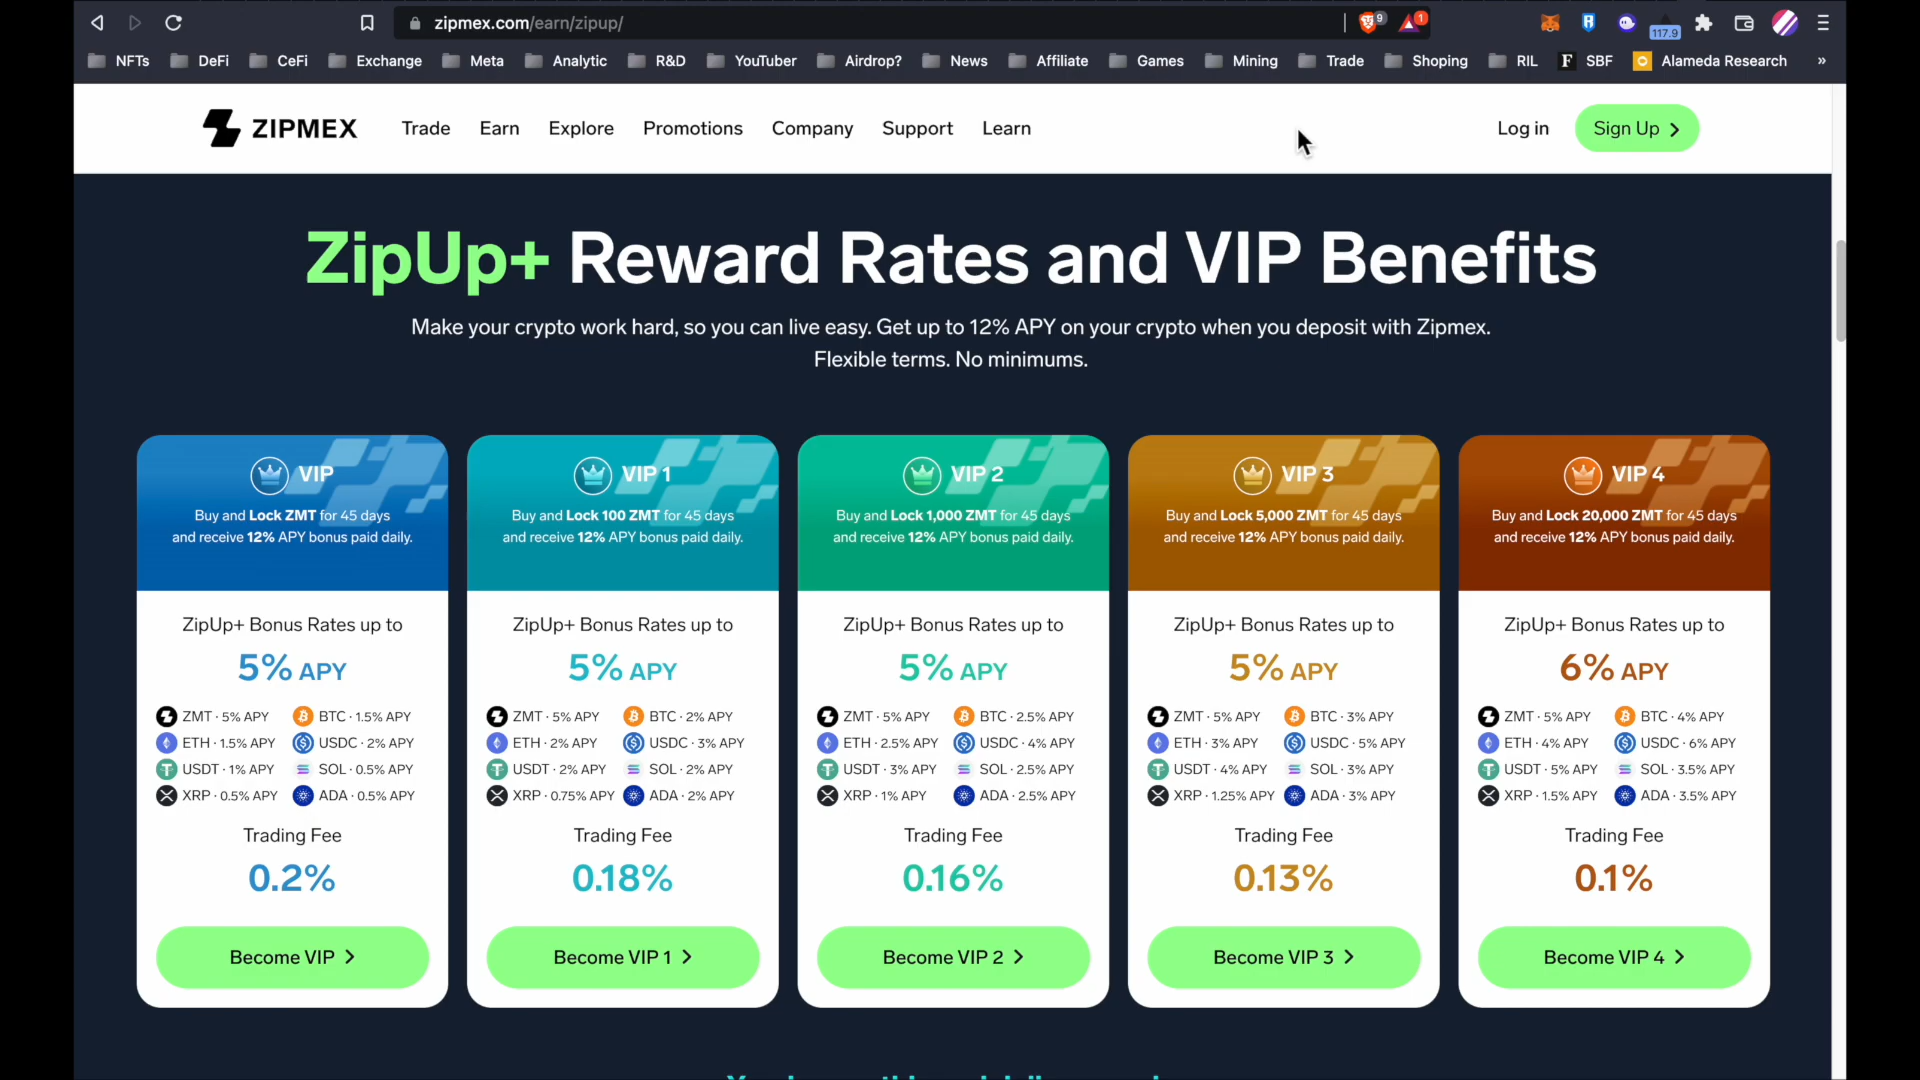 zipmex.com/earn/zipup/
9
1
117.9
NFTs DeFi CeFi Exchange Meta Analytic R&D YouTuber Airdrop? News Affiliate Games Mining Trade Shoping RIL F SBF Alameda Research »
ZIPMEX Trade Earn Explore Promotions Company Support Learn Log in Sign Up >
ZipUp+ Reward Rates and VIP Benefits
Make your crypto work hard, so you can live easy. Get up to 12% APY on your crypto when you deposit with Zipmex.
Flexible terms. No minimums.
VIP
Buy and Lock ZMT for 45 days
and receive 12% APY bonus paid daily.
ZipUp+ Bonus Rates up to
5% APY
ZMT · 5% APY BTC · 1.5% APY
ETH · 1.5% APY USDC · 2% APY
USDT · 1% APY SOL · 0.5% APY
XRP · 0.5% APY ADA · 0.5% APY
Trading Fee
0.2%
Become VIP >
VIP 1
Buy and Lock 100 ZMT for 45 days
and receive 12% APY bonus paid daily.
ZipUp+ Bonus Rates up to
5% APY
ZMT · 5% APY BTC · 2% APY
ETH · 2% APY USDC · 3% APY
USDT · 2% APY SOL · 2% APY
XRP · 0.75% APY ADA · 2% APY
Trading Fee
0.18%
Become VIP 1 >
VIP 2
Buy and Lock 1,000 ZMT for 45 days
and receive 12% APY bonus paid daily.
ZipUp+ Bonus Rates up to
5% APY
ZMT · 5% APY BTC · 2.5% APY
ETH · 2.5% APY USDC · 4% APY
USDT · 3% APY SOL · 2.5% APY
XRP · 1% APY ADA · 2.5% APY
Trading Fee
0.16%
Become VIP 2 >
VIP 3
Buy and Lock 5,000 ZMT for 45 days
and receive 12% APY bonus paid daily.
ZipUp+ Bonus Rates up to
5% APY
ZMT · 5% APY BTC · 3% APY
ETH · 3% APY USDC · 5% APY
USDT · 4% APY SOL · 3% APY
XRP · 1.25% APY ADA · 3% APY
Trading Fee
0.13%
Become VIP 3 >
VIP 4
Buy and Lock 20,000 ZMT for 45 days
and receive 12% APY bonus paid daily.
ZipUp+ Bonus Rates up to
6% APY
ZMT · 5% APY BTC · 4% APY
ETH · 4% APY USDC · 6% APY
USDT · 5% APY SOL · 3.5% APY
XRP · 1.5% APY ADA · 3.5% APY
Trading Fee
0.1%
Become VIP 4 >